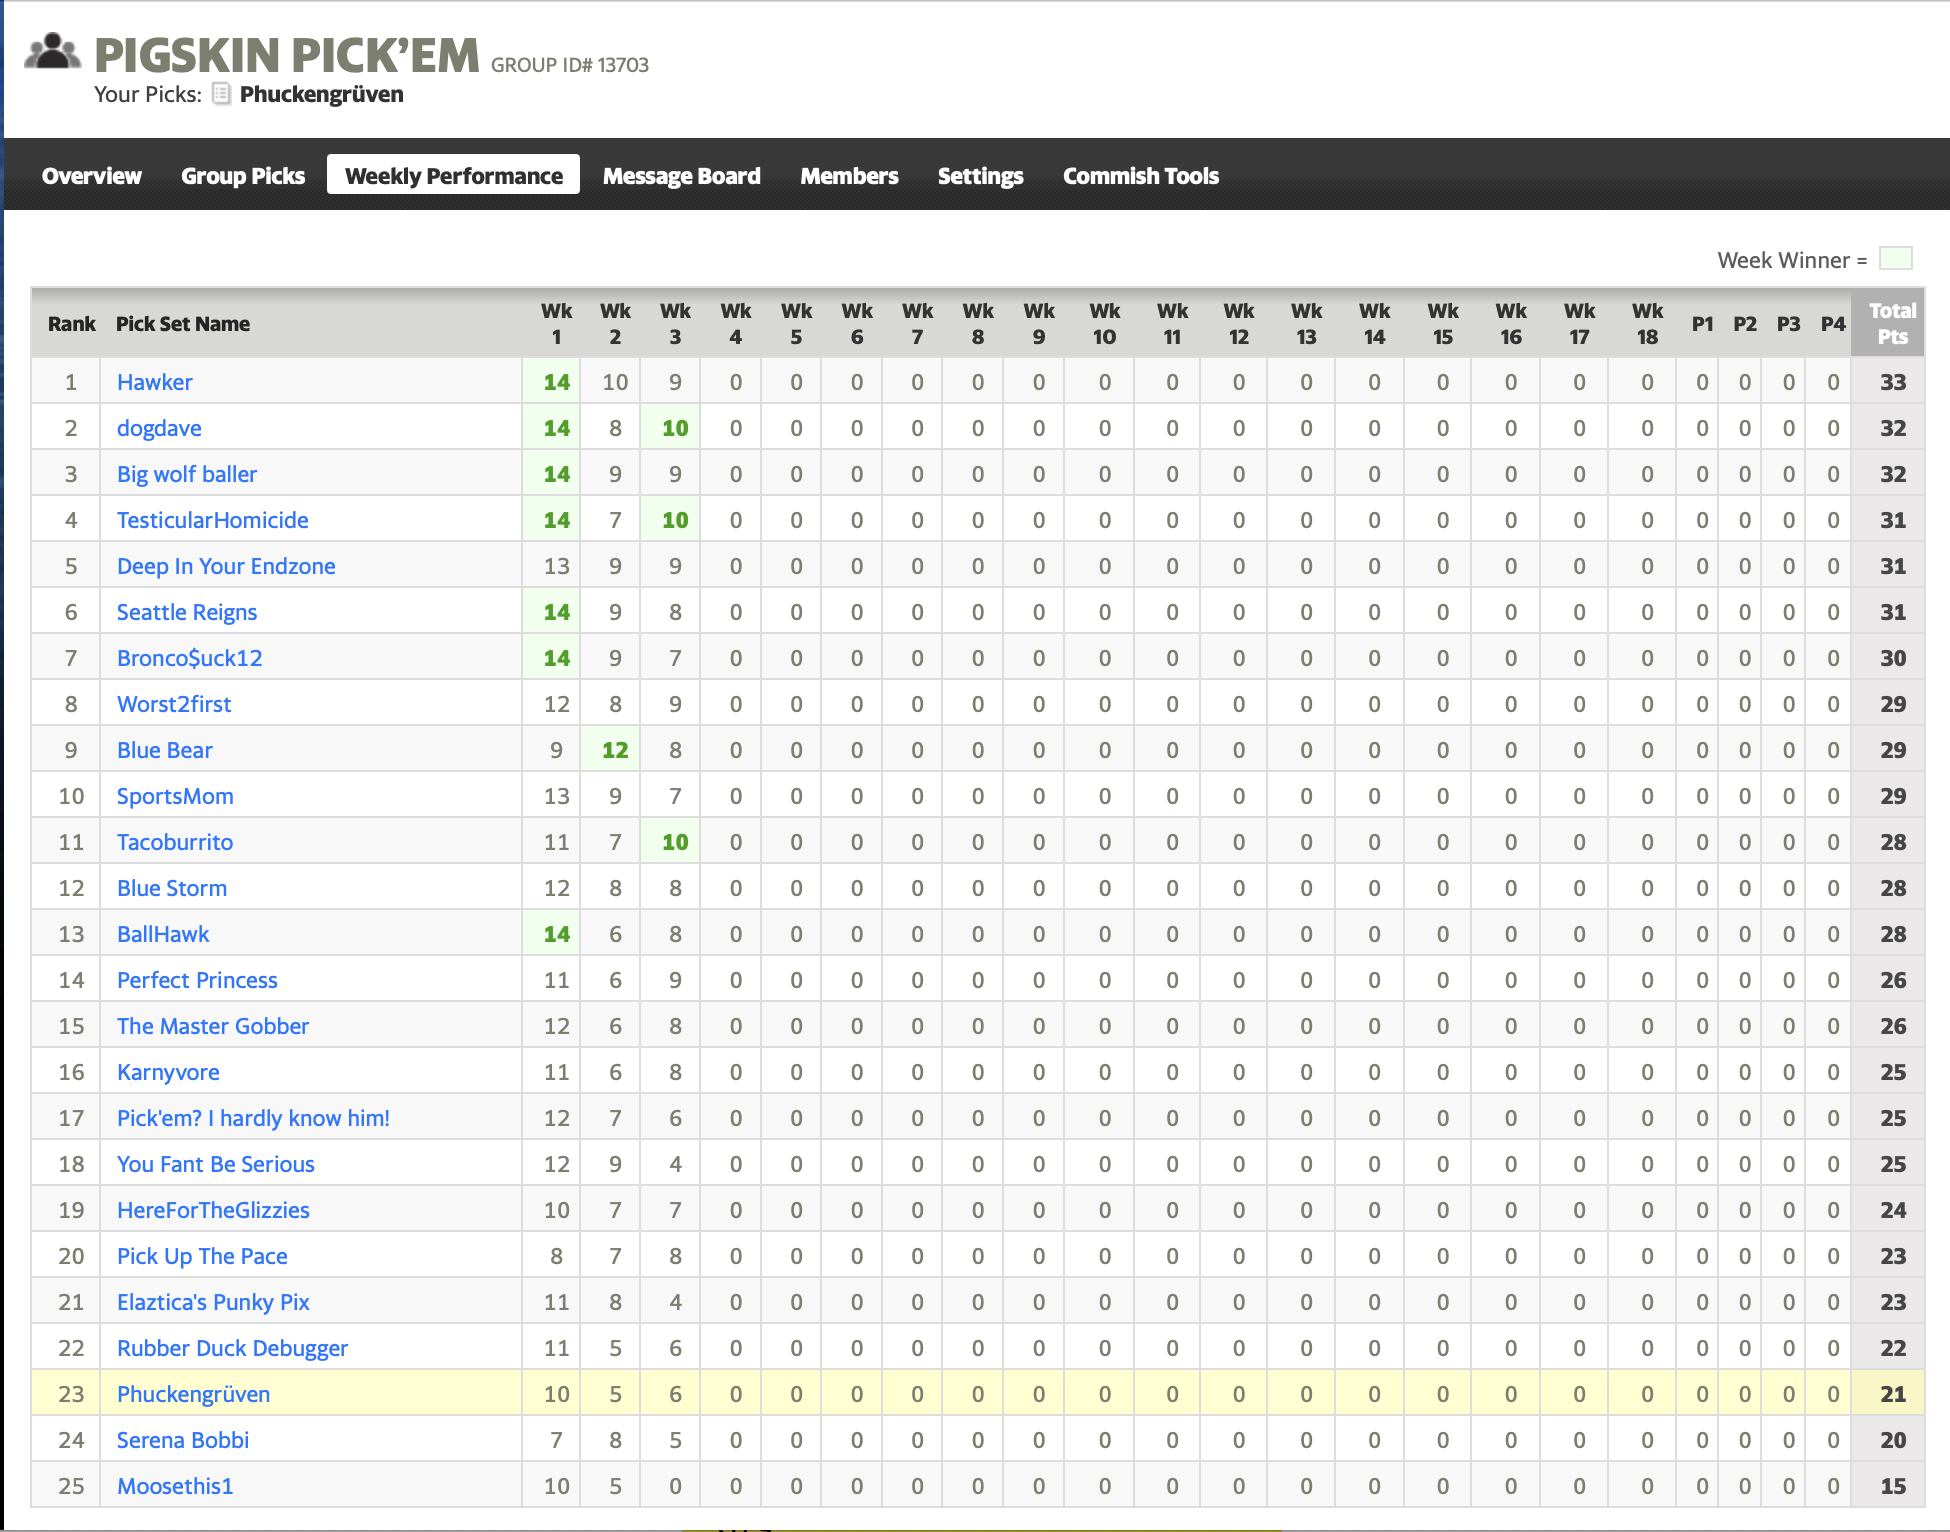 PIGSKIN PICK’EM GROUP ID# 13703
Your Picks: Phuckengrüven
Overview Group Picks Weekly Performance Message Board Members Settings Commish Tools
Week Winner =
Rank Pick Set Name Wk 1 Wk 2 Wk 3 Wk 4 Wk 5 Wk 6 Wk 7 Wk 8 Wk 9 Wk 10 Wk 11 Wk 12 Wk 13 Wk 14 Wk 15 Wk 16 Wk 17 Wk 18 P1 P2 P3 P4 Total Pts
1 Hawker 14 10 9 0 0 0 0 0 0 0 0 0 0 0 0 0 0 0 0 0 0 0 33
2 dogdave 14 8 10 0 0 0 0 0 0 0 0 0 0 0 0 0 0 0 0 0 0 0 32
3 Big wolf baller 14 9 9 0 0 0 0 0 0 0 0 0 0 0 0 0 0 0 0 0 0 0 32
4 TesticularHomicide 14 7 10 0 0 0 0 0 0 0 0 0 0 0 0 0 0 0 0 0 0 0 31
5 Deep In Your Endzone 13 9 9 0 0 0 0 0 0 0 0 0 0 0 0 0 0 0 0 0 0 0 31
6 Seattle Reigns 14 9 8 0 0 0 0 0 0 0 0 0 0 0 0 0 0 0 0 0 0 0 31
7 Bronco$uck12 14 9 7 0 0 0 0 0 0 0 0 0 0 0 0 0 0 0 0 0 0 0 30
8 Worst2first 12 8 9 0 0 0 0 0 0 0 0 0 0 0 0 0 0 0 0 0 0 0 29
9 Blue Bear 9 12 8 0 0 0 0 0 0 0 0 0 0 0 0 0 0 0 0 0 0 0 29
10 SportsMom 13 9 7 0 0 0 0 0 0 0 0 0 0 0 0 0 0 0 0 0 0 0 29
11 Tacoburrito 11 7 10 0 0 0 0 0 0 0 0 0 0 0 0 0 0 0 0 0 0 0 28
12 Blue Storm 12 8 8 0 0 0 0 0 0 0 0 0 0 0 0 0 0 0 0 0 0 0 28
13 BallHawk 14 6 8 0 0 0 0 0 0 0 0 0 0 0 0 0 0 0 0 0 0 0 28
14 Perfect Princess 11 6 9 0 0 0 0 0 0 0 0 0 0 0 0 0 0 0 0 0 0 0 26
15 The Master Gobber 12 6 8 0 0 0 0 0 0 0 0 0 0 0 0 0 0 0 0 0 0 0 26
16 Karnyvore 11 6 8 0 0 0 0 0 0 0 0 0 0 0 0 0 0 0 0 0 0 0 25
17 Pick'em? I hardly know him! 12 7 6 0 0 0 0 0 0 0 0 0 0 0 0 0 0 0 0 0 0 0 25
18 You Fant Be Serious 12 9 4 0 0 0 0 0 0 0 0 0 0 0 0 0 0 0 0 0 0 0 25
19 HereForTheGlizzies 10 7 7 0 0 0 0 0 0 0 0 0 0 0 0 0 0 0 0 0 0 0 24
20 Pick Up The Pace 8 7 8 0 0 0 0 0 0 0 0 0 0 0 0 0 0 0 0 0 0 0 23
21 Elaztica's Punky Pix 11 8 4 0 0 0 0 0 0 0 0 0 0 0 0 0 0 0 0 0 0 0 23
22 Rubber Duck Debugger 11 5 6 0 0 0 0 0 0 0 0 0 0 0 0 0 0 0 0 0 0 0 22
23 Phuckengrüven 10 5 6 0 0 0 0 0 0 0 0 0 0 0 0 0 0 0 0 0 0 0 21
24 Serena Bobbi 7 8 5 0 0 0 0 0 0 0 0 0 0 0 0 0 0 0 0 0 0 0 20
25 Moosethis1 10 5 0 0 0 0 0 0 0 0 0 0 0 0 0 0 0 0 0 0 0 0 15